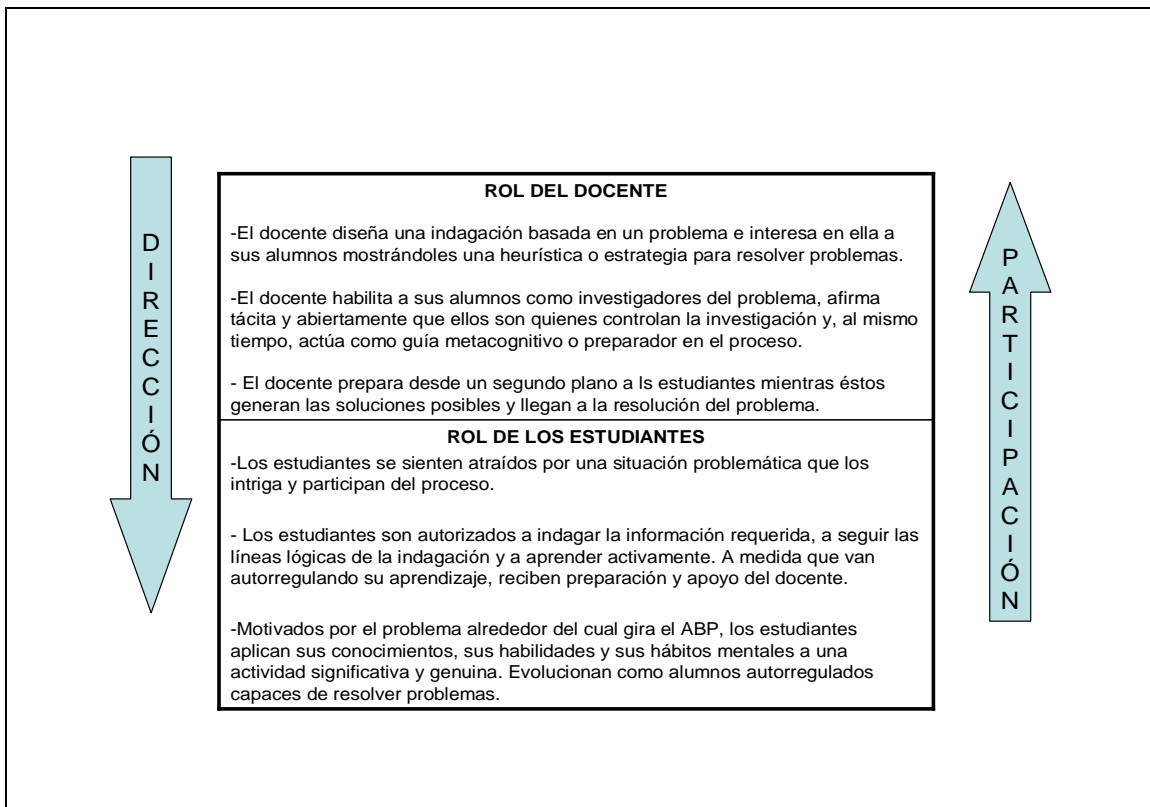 DIRECCIÓN
ROL DEL DOCENTE
-El docente diseña una indagación basada en un problema e interesa en ella a
sus alumnos mostrándoles una heurística o estrategia para resolver problemas.
-El docente habilita a sus alumnos como investigadores del problema, afirma
tácita y abiertamente que ellos son quienes controlan la investigación y, al mismo
tiempo, actúa como guía metacognitivo o preparador en el proceso.
- El docente prepara desde un segundo plano a ls estudiantes mientras éstos
generan las soluciones posibles y llegan a la resolución del problema.
ROL DE LOS ESTUDIANTES
-Los estudiantes se sienten atraídos por una situación problemática que los
intriga y participan del proceso.
- Los estudiantes son autorizados a indagar la información requerida, a seguir las
líneas lógicas de la indagación y a aprender activamente. A medida que van
autorregulando su aprendizaje, reciben preparación y apoyo del docente.
-Motivados por el problema alrededor del cual gira el ABP, los estudiantes
aplican sus conocimientos, sus habilidades y sus hábitos mentales a una
actividad significativa y genuina. Evolucionan como alumnos autorregulados
capaces de resolver problemas.
PARTICIPACIÓN